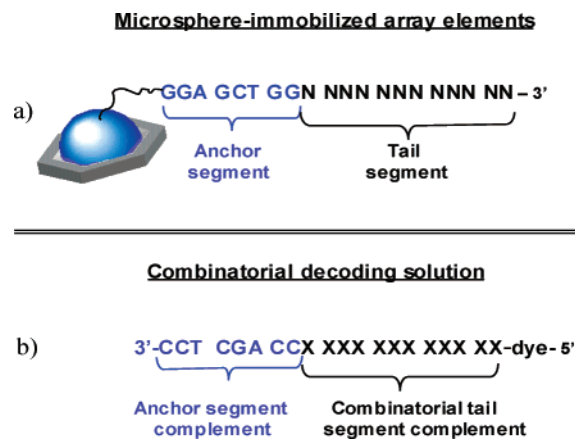 Microsphere-immobilized array elements
a)
GGA GCT GGN NNN NNN NNN NN – 3'
Anchor segment
Tail segment
Combinatorial decoding solution
b)
3'-CCT CGA CCX XXX XXX XXX XX-dye- 5'
Anchor segment complement
Combinatorial tail segment complement